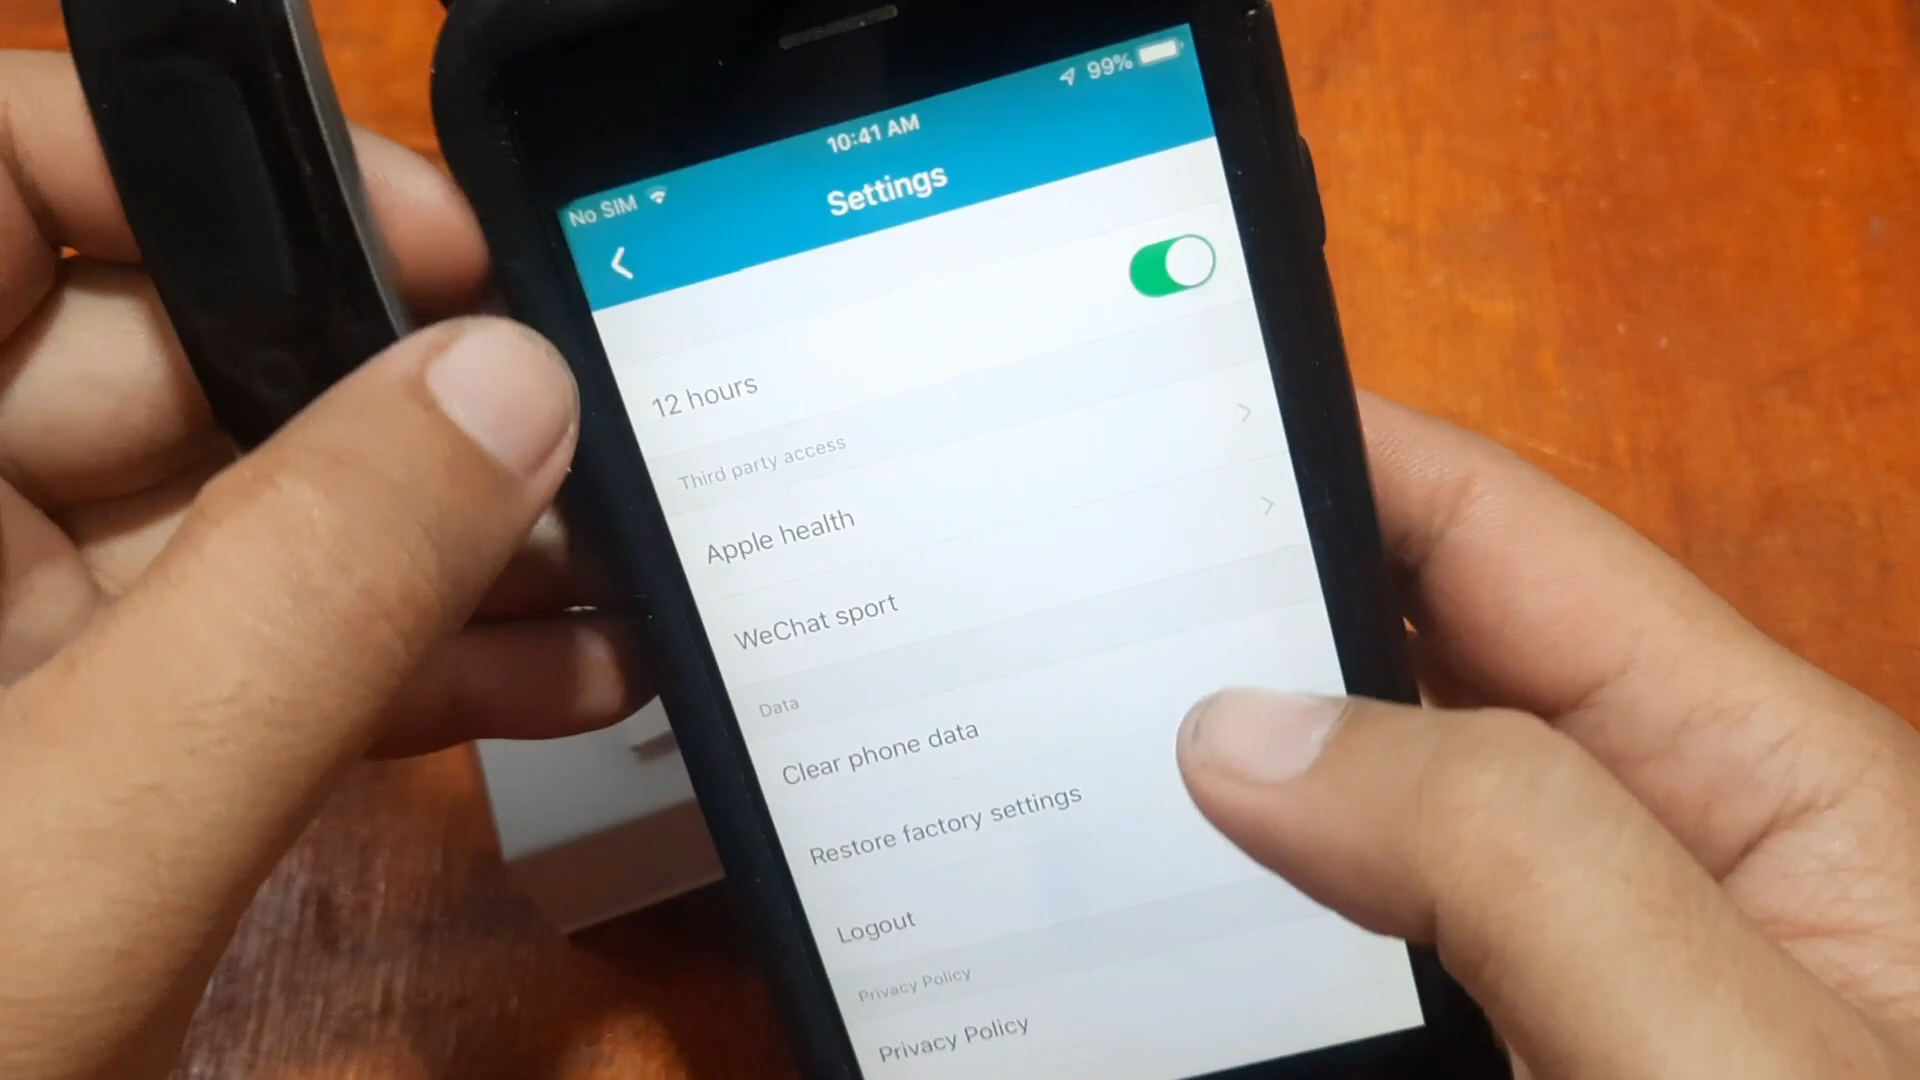 No SIM
10:41 AM
99%
Settings
12 hours
Third party access
Apple health
WeChat sport
Data
Clear phone data
Restore factory settings
Logout
Privacy Policy
Privacy Policy